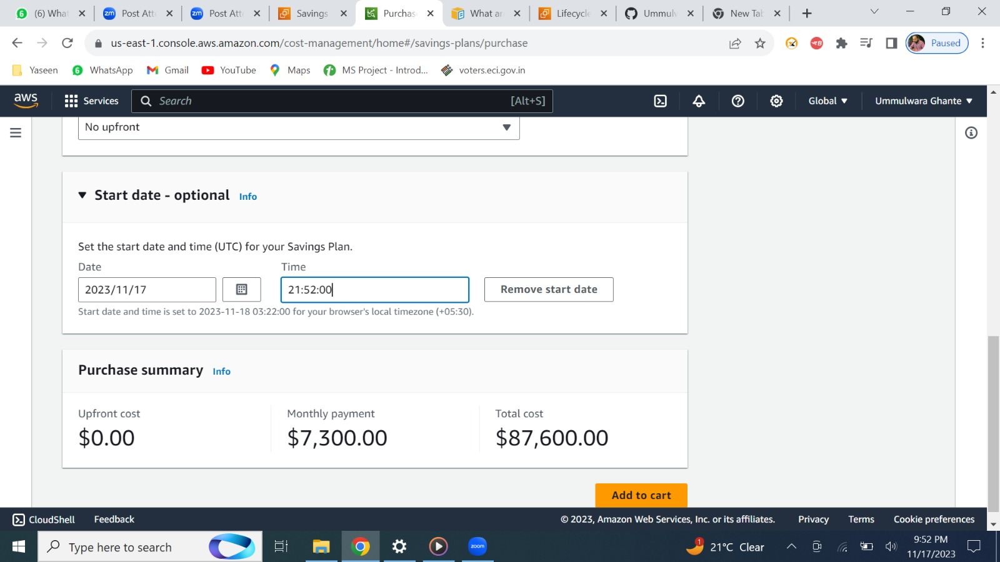 (6) What
Post Atte
Post Atte
Savings
Purchas
What ar
Lifecycle
Ummulw
New Tab
us-east-1.console.aws.amazon.com/cost-management/home#/savings-plans/purchase
Paused
Yaseen
WhatsApp
Gmail
YouTube
Maps
MS Project - Introd...
voters.eci.gov.in
aws
Services
Search
[Alt+S]
Global
Ummulwara Ghante
No upfront
Start date - optional Info
Set the start date and time (UTC) for your Savings Plan.
Date
Time
2023/11/17
21:52:00
Remove start date
Start date and time is set to 2023-11-18 03:22:00 for your browser's local timezone (+05:30).
Purchase summary Info
Upfront cost
Monthly payment
Total cost
$0.00
$7,300.00
$87,600.00
Add to cart
CloudShell
Feedback
© 2023, Amazon Web Services, Inc. or its affiliates.
Privacy
Terms
Cookie preferences
Type here to search
zoom
1
21°C Clear
9:52 PM
11/17/2023